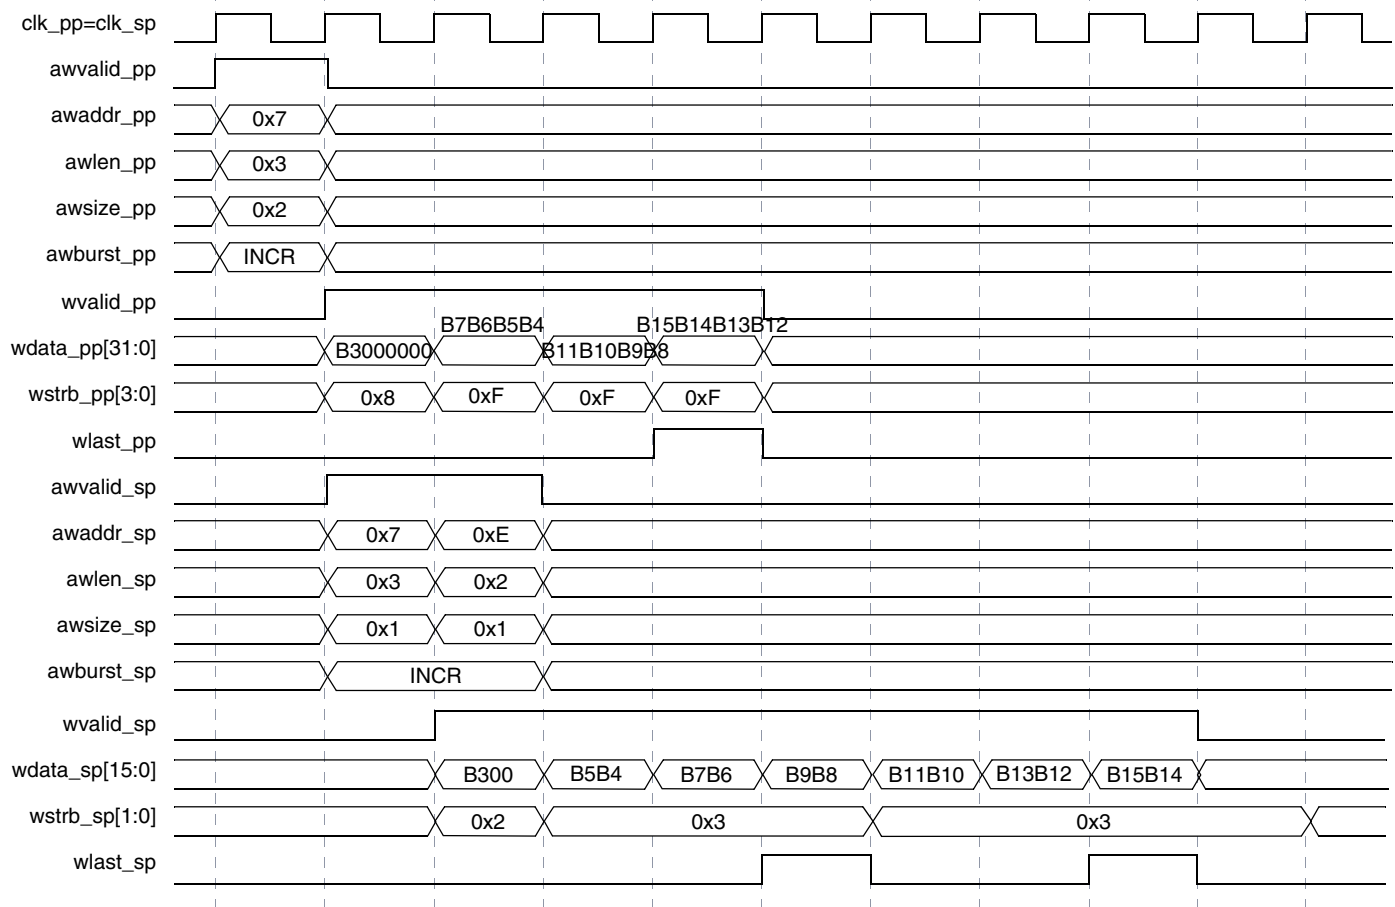 clk_pp=clk_sp
awvalid_pp
awaddr_pp 0x7
awlen_pp 0x3
awsize_pp 0x2
awburst_pp INCR
wvalid_pp
B7B6B5B4 B15B14B13B12
wdata_pp[31:0] B3000000 B11B10B9B8
wstrb_pp[3:0] 0x8 0xF 0xF 0xF
wlast_pp
awvalid_sp
awaddr_sp 0x7 0xE
awlen_sp 0x3 0x2
awsize_sp 0x1 0x1
awburst_sp INCR
wvalid_sp
wdata_sp[15:0] B300 B5B4 B7B6 B9B8 B11B10 B13B12 B15B14
wstrb_sp[1:0] 0x2 0x3 0x3
wlast_sp